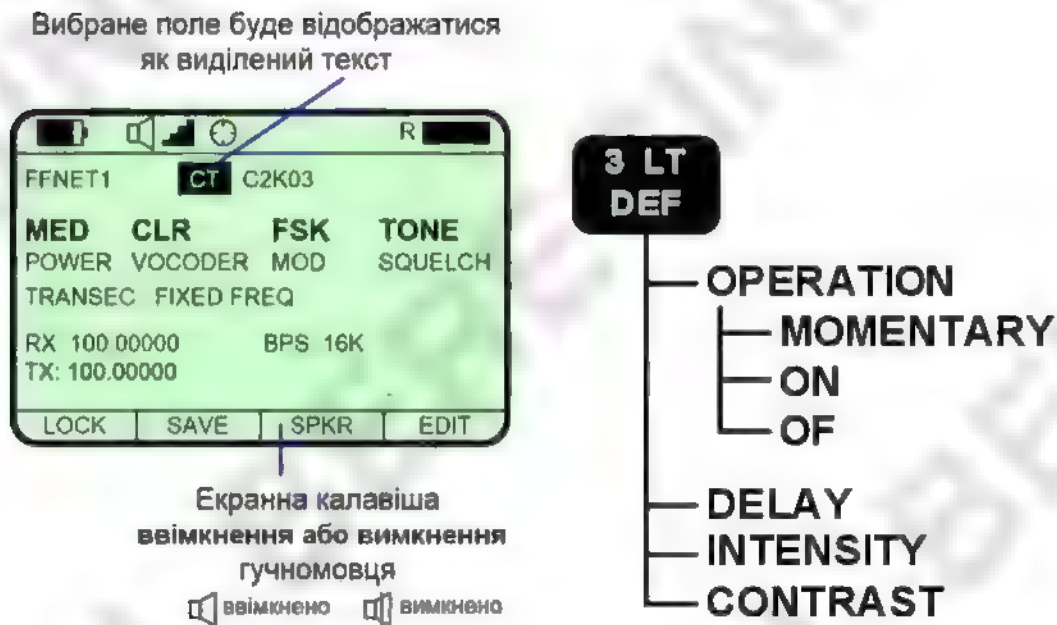 Вибране поле буде відображатися
як виділений текст
R
FFNET1 CT C2K03
MED CLR FSK TONE
POWER VOCODER MOD SQUELCH
TRANSEC FIXED FREQ
RX 100.00000 BPS 16K
TX: 100.00000
LOCK SAVE SPKR EDIT
Екранна калавіша
ввімкнення або вимкнення
гучномовця
ввімкнено вимкнено
3 LT
DEF
OPERATION
MOMENTARY
ON
OF
DELAY
INTENSITY
CONTRAST